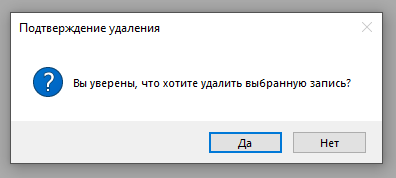 Подтверждение удаления
Вы уверены, что хотите удалить выбранную запись?
Да
Нет